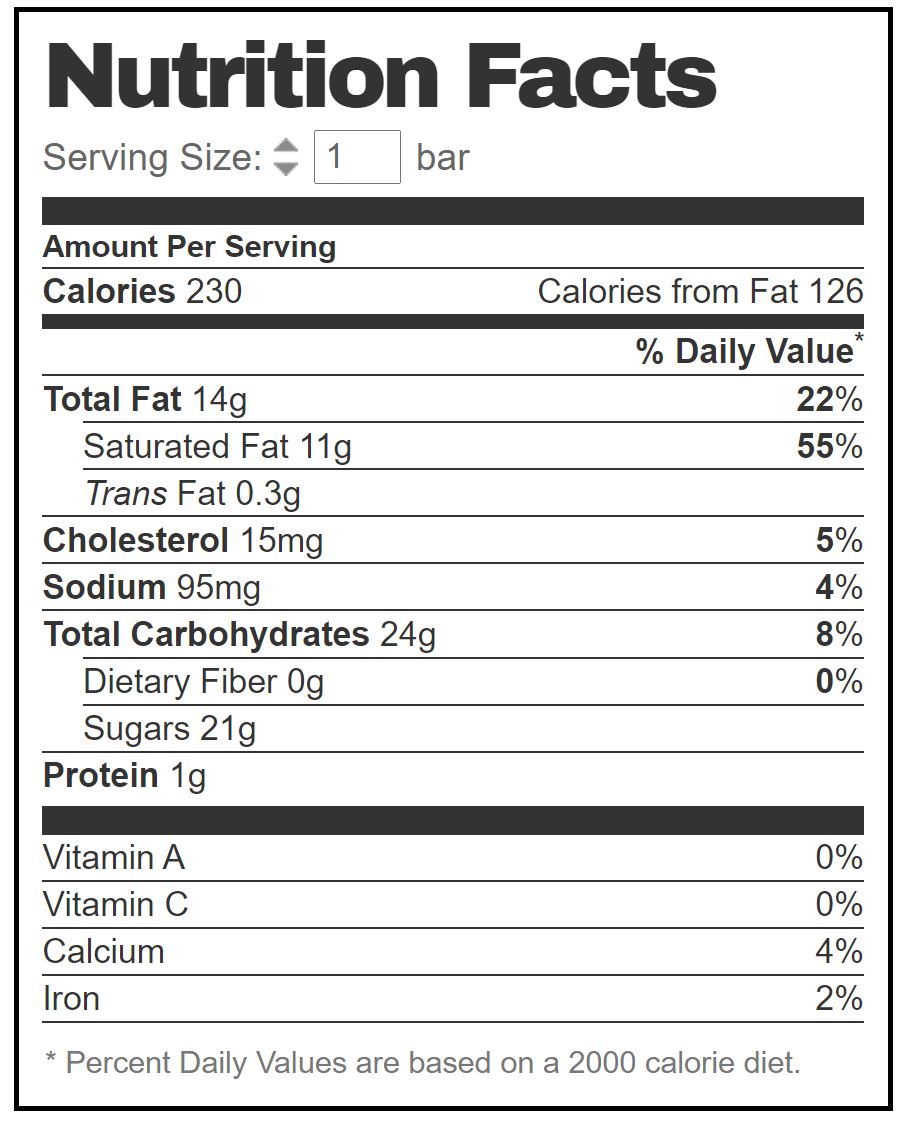 Nutrition Facts
Serving Size: 1 bar
Amount Per Serving
Calories 230 Calories from Fat 126
% Daily Value*
Total Fat 14g 22%
Saturated Fat 11g 55%
Trans Fat 0.3g
Cholesterol 15mg 5%
Sodium 95mg 4%
Total Carbohydrates 24g 8%
Dietary Fiber 0g 0%
Sugars 21g
Protein 1g
Vitamin A 0%
Vitamin C 0%
Calcium 4%
Iron 2%
* Percent Daily Values are based on a 2000 calorie diet.